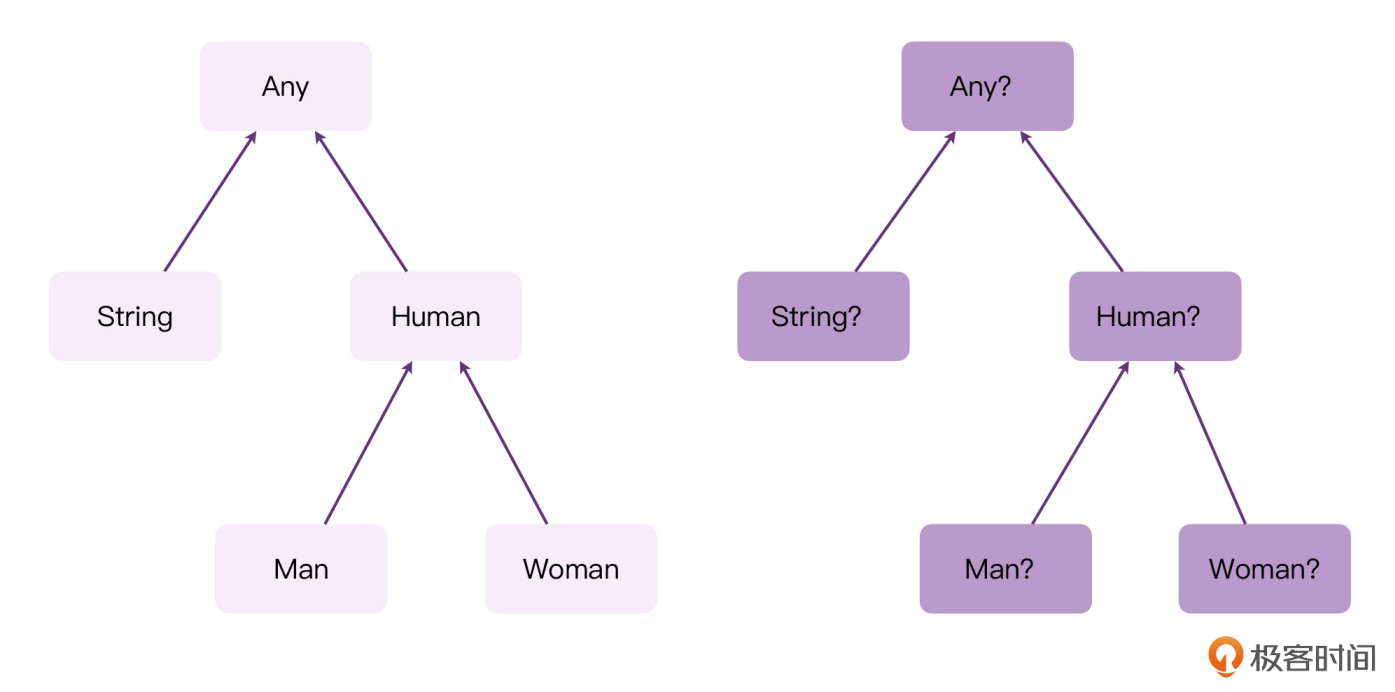 Any
Any?
String
Human
String?
Human?
Man
Woman
Man?
Woman?
极客时间